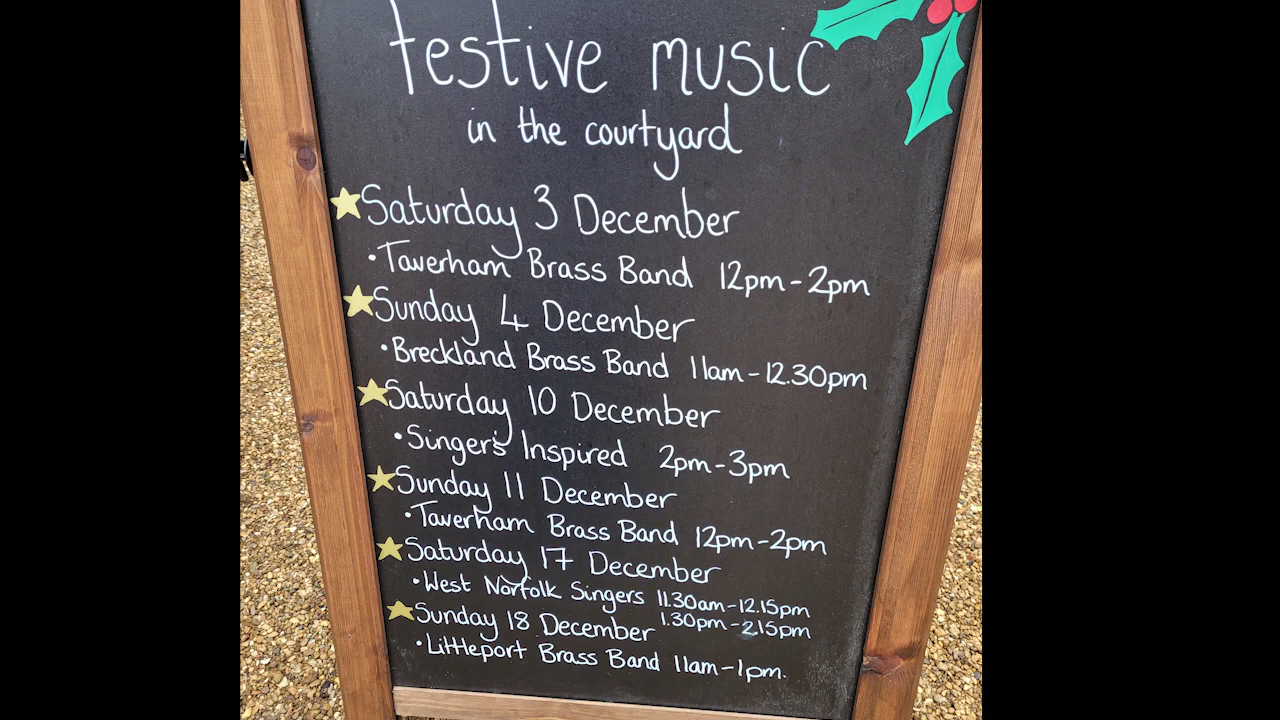 festive music
in the courtyard
Saturday 3 December
• Taverham Brass Band 12pm-2pm
Sunday 4 December
• Breckland Brass Band 11am-12.30pm
Saturday 10 December
• Singers Inspired 2pm-3pm
Sunday 11 December
• Taverham Brass Band 12pm-2pm
Saturday 17 December
• West Norfolk Singers 11.30am-12.15pm
1.30pm-2.15pm
Sunday 18 December
• Littleport Brass Band 11am-1pm.